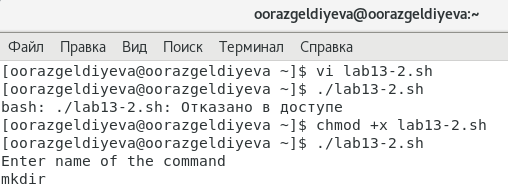 oorazgeldiyeva@oorazgeldiyeva:~
Файл Правка Вид Поиск Терминал Справка
[oorazgeldiyeva@oorazgeldiyeva ~]$ vi lab13-2.sh
[oorazgeldiyeva@oorazgeldiyeva ~]$ ./lab13-2.sh
bash: ./lab13-2.sh: Отказано в доступе
[oorazgeldiyeva@oorazgeldiyeva ~]$ chmod +x lab13-2.sh
[oorazgeldiyeva@oorazgeldiyeva ~]$ ./lab13-2.sh
Enter name of the command
mkdir